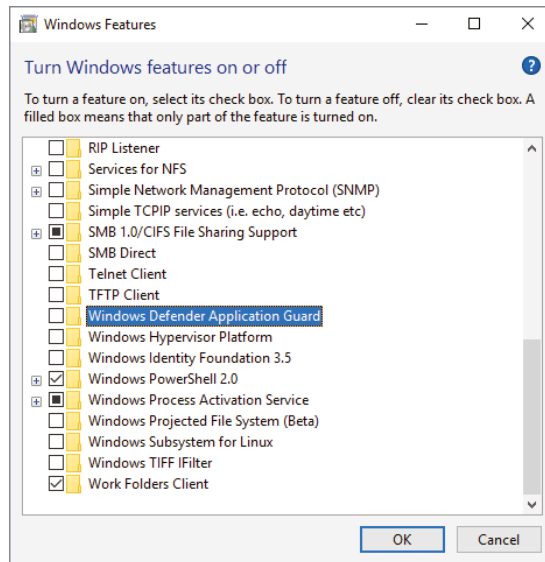 Windows Features
Turn Windows features on or off
To turn a feature on, select its check box. To turn a feature off, clear its check box. A
filled box means that only part of the feature is turned on.
RIP Listener
Services for NFS
Simple Network Management Protocol (SNMP)
Simple TCPIP services (i.e. echo, daytime etc)
SMB 1.0/CIFS File Sharing Support
SMB Direct
Telnet Client
TFTP Client
Windows Defender Application Guard
Windows Hypervisor Platform
Windows Identity Foundation 3.5
Windows PowerShell 2.0
Windows Process Activation Service
Windows Projected File System (Beta)
Windows Subsystem for Linux
Windows TIFF IFilter
Work Folders Client
OK Cancel